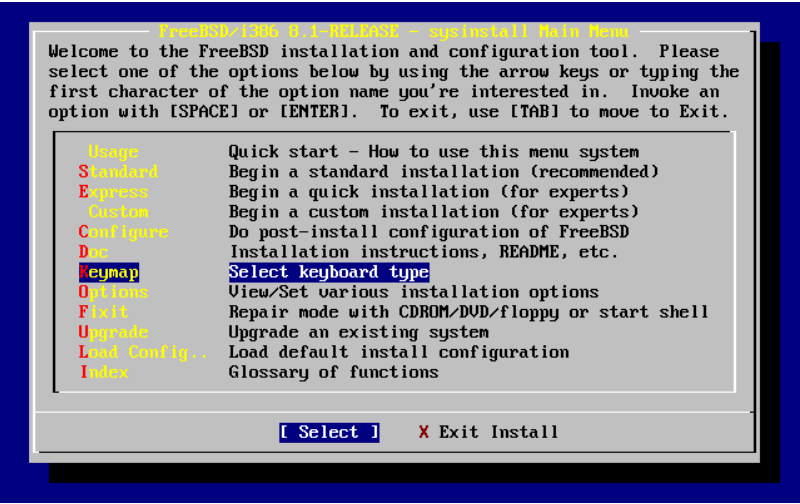 FreeBSD/i386 8.1-RELEASE - sysinstall Main Menu
Welcome to the FreeBSD installation and configuration tool.  Please
select one of the options below by using the arrow keys or typing the
first character of the option name you're interested in.  Invoke an
option with [SPACE] or [ENTER].  To exit, use [TAB] to move to Exit.
Usage Quick start - How to use this menu system
Standard Begin a standard installation (recommended)
Express Begin a quick installation (for experts)
Custom Begin a custom installation (for experts)
Configure Do post-install configuration of FreeBSD
Doc Installation instructions, README, etc.
Keymap Select keyboard type
Options View/Set various installation options
Fixit Repair mode with CDROM/DVD/floppy or start shell
Upgrade Upgrade an existing system
Load Config.. Load default install configuration
Index Glossary of functions
[ Select ] X Exit Install